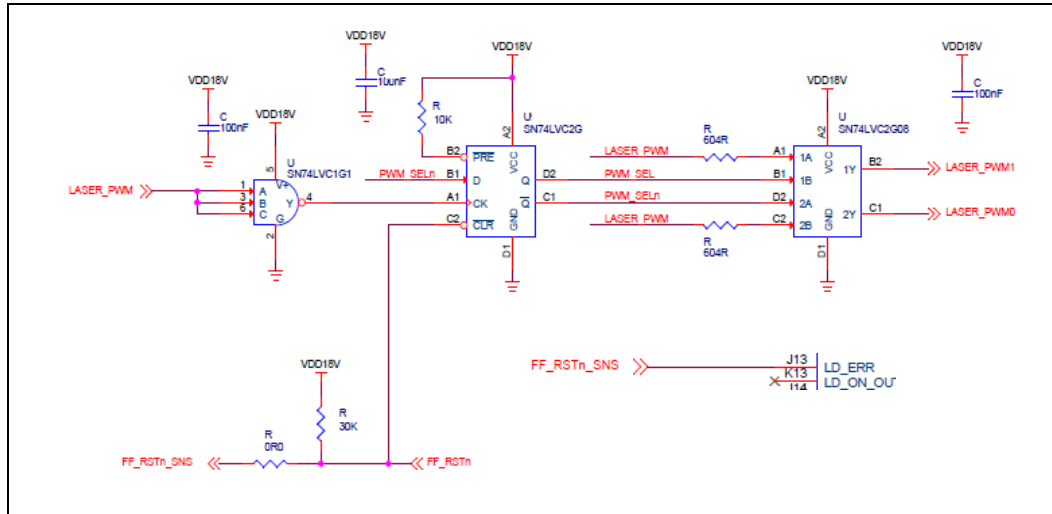 VDD18V
C
100nF
VDD18V
U
SN74LVC1G1
LASER_PWM
1
3
6
A
B
C
V+
Y
G
5
4
2
VDD18V
C
VDD18V
R
10K
U
SN74LVC2G
A2
B2
PRE
VCC
PWM_SELn
B1
D
Q
D2
PWM_SEL
A1
CK
Q
C1
PWM_SELn
C2
CLR
GND
D1
VDD18V
U
SN74LVC2G08
A2
VDD18V
C
100nF
LASER_PWM
R
604R
A1
1A
VCC
1Y
B2
LASER_PWM1
B1
1B
D2
2A
2Y
C1
LASER_PWM0
LASER_PWM
R
604R
C2
2B
GND
D1
VDD18V
R
30K
FF_RSTn_SNS
R
0R0
FF_RSTn
FF_RSTn_SNS
J13
LD_ERR
K13
LD_ON_OU